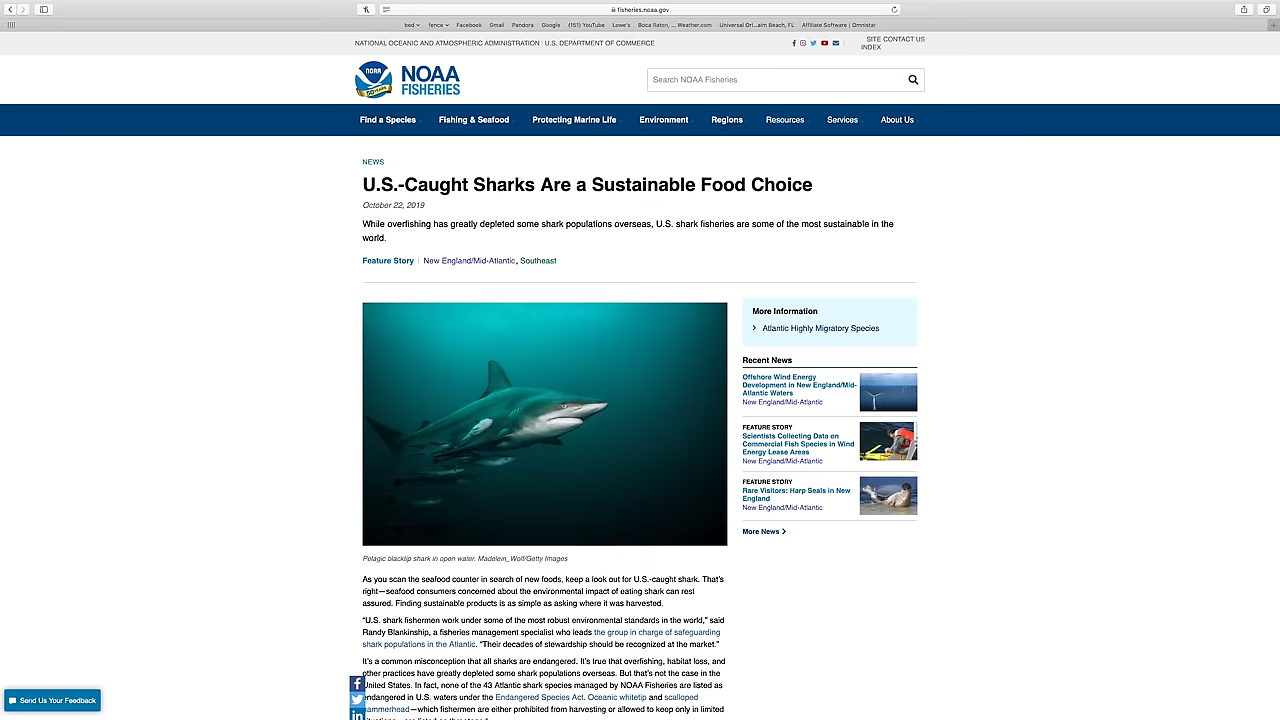 fisheries.noaa.gov
bed
fence
Facebook
Gmail
Pandora
Google
(151) YouTube
Lowe's
Boca Raton, ... Weather.com
Universal Orl...aim Beach, FL
Affiliate Software | Omnistar
NATIONAL OCEANIC AND ATMOSPHERIC ADMINISTRATION | U.S. DEPARTMENT OF COMMERCE
SITE INDEX
CONTACT US
NOAA
NOAA
FISHERIES
Search NOAA Fisheries
Find a Species
Fishing & Seafood
Protecting Marine Life
Environment
Regions
Resources
Services
About Us
NEWS
U.S.-Caught Sharks Are a Sustainable Food Choice
October 22, 2019
While overfishing has greatly depleted some shark populations overseas, U.S. shark fisheries are some of the most sustainable in the
world.
Feature Story | New England/Mid-Atlantic, Southeast
Pelagic blacktip shark in open water. Madelein_Wolf/Getty Images
As you scan the seafood counter in search of new foods, keep a look out for U.S.-caught shark. That's
right—seafood consumers concerned about the environmental impact of eating shark can rest
assured. Finding sustainable products is as simple as asking where it was harvested.
"U.S. shark fishermen work under some of the most robust environmental standards in the world," said
Randy Blankinship, a fisheries management specialist who leads the group in charge of safeguarding
shark populations in the Atlantic. "Their decades of stewardship should be recognized at the market."
It's a common misconception that all sharks are endangered. It's true that overfishing, habitat loss, and
other practices have greatly depleted some shark populations overseas. But that's not the case in the
United States. In fact, none of the 43 Atlantic shark species managed by NOAA Fisheries are listed as
endangered in U.S. waters under the Endangered Species Act. Oceanic whitetip and scalloped
hammerhead—which fishermen are either prohibited from harvesting or allowed to keep only in limited
More Information
Atlantic Highly Migratory Species
Recent News
Offshore Wind Energy
Development in New England/Mid-
Atlantic Waters
New England/Mid-Atlantic
FEATURE STORY
Scientists Collecting Data on
Commercial Fish Species in Wind
Energy Lease Areas
New England/Mid-Atlantic
FEATURE STORY
Rare Visitors: Harp Seals in New
England
New England/Mid-Atlantic
More News
Send Us Your Feedback